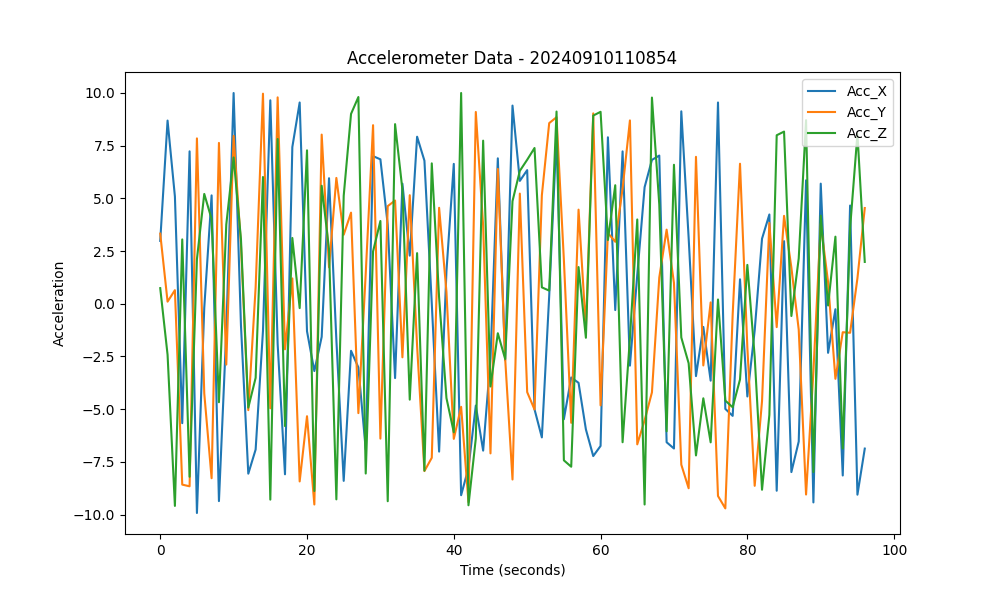 Accelerometer Data - 20240910110854
Acc_X
Acc_Y
Acc_Z
10.0
7.5
5.0
2.5
0.0
−2.5
−5.0
−7.5
−10.0
Acceleration
0 20 40 60 80 100
Time (seconds)